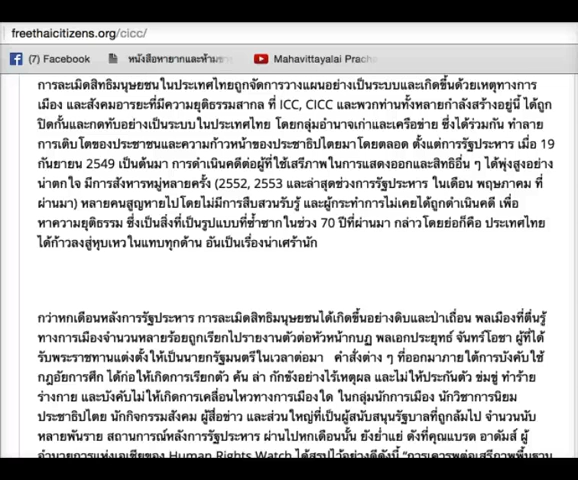 freethaicitizens.org/cicc/
(7) Facebook หนังสือหายากและห้าม Mahavittayalai Prach
การละเมิดสิทธิมนุษยชนในประเทศไทยถูกจัดการวางแผนอย่างเป็นระบบและเกิดขึ้นด้วยเหตุทางการ
เมือง และสังคมอารยะที่มีความยุติธรรมสากล ที่ ICC, CICC และพวกท่านทั้งหลายกำลังสร้างอยู่นี้ ได้ถูก
ปิดกั้นและกดทับอย่างเป็นระบบในประเทศไทย โดยกลุ่มอำนาจเก่าและเครือข่าย ซึ่งได้ร่วมกัน ทำลาย
การเติบโตของประชาชนและความก้าวหน้าของประชาธิปไตยมาโดยตลอด ตั้งแต่การรัฐประหาร เมื่อ 19
กันยายน 2549 เป็นต้นมา การดำเนินคดีต่อผู้ที่ใช้เสรีภาพในการแสดงออกและสิทธิอื่น ๆ ได้พุ่งสูงอย่าง
น่าตกใจ มีการสังหารหมู่หลายครั้ง (2552, 2553 และล่าสุดช่วงการรัฐประหาร ในเดือน พฤษภาคม ที่
ผ่านมา) หลายคนสูญหายไปโดยไม่มีการสืบสวนรับรู้ และผู้กระทำการไม่เคยได้ถูกดำเนินคดี เพื่อ
หาความยุติธรรม ซึ่งเป็นสิ่งที่เป็นรูปแบบที่ซ้ำซากในช่วง 70 ปีที่ผ่านมา กล่าวโดยย่อก็คือ ประเทศไทย
ได้ก้าวลงสู่หุบเหวในแทบทุกด้าน อันเป็นเรื่องน่าเศร้านัก
กว่าหกเดือนหลังการรัฐประหาร การละเมิดสิทธิมนุษยชนได้เกิดขึ้นอย่างดิบและป่าเถื่อน พลเมืองที่ตื่นรู้
ทางการเมืองจำนวนหลายร้อยถูกเรียกไปรายงานตัวต่อหัวหน้ากบฏ พลเอกประยุทธ์ จันทร์โอชา ผู้ที่ได้
รับพระราชทานแต่งตั้งให้เป็นนายกรัฐมนตรีในเวลาต่อมา คำสั่งต่าง ๆ ที่ออกมาภายใต้การบังคับใช้
กฎอัยการศึก ได้ก่อให้เกิดการเรียกตัว ค้น ล่า กักขังอย่างไร้เหตุผล และไม่ให้ประกันตัว ข่มขู่ ทำร้าย
ร่างกาย และบังคับไม่ให้เกิดการเคลื่อนไหวทางการเมืองใด ในกลุ่มนักการเมือง นักวิชาการนิยม
ประชาธิปไตย นักกิจกรรมสังคม ผู้สื่อข่าว และส่วนใหญ่ที่เป็นผู้สนับสนุนรัฐบาลที่ถูกล้มไป จำนวนนับ
หลายพันราย สถานการณ์หลังการรัฐประหาร ผ่านไปหกเดือนนั้น ยังย่ำแย่ ดังที่คุณแบรด อาดัมส์ ผู้
อำนวยการแห่งเอเชียของ Human Rights Watch ได้สรุปไว้อย่างดีดังนี้ "การเคารพต่อเสรีภาพพื้นฐาน